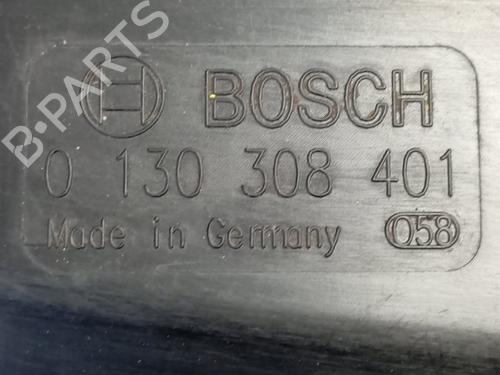 B-PARTS
BOSCH
0 130 308 401
Made in Germany 058